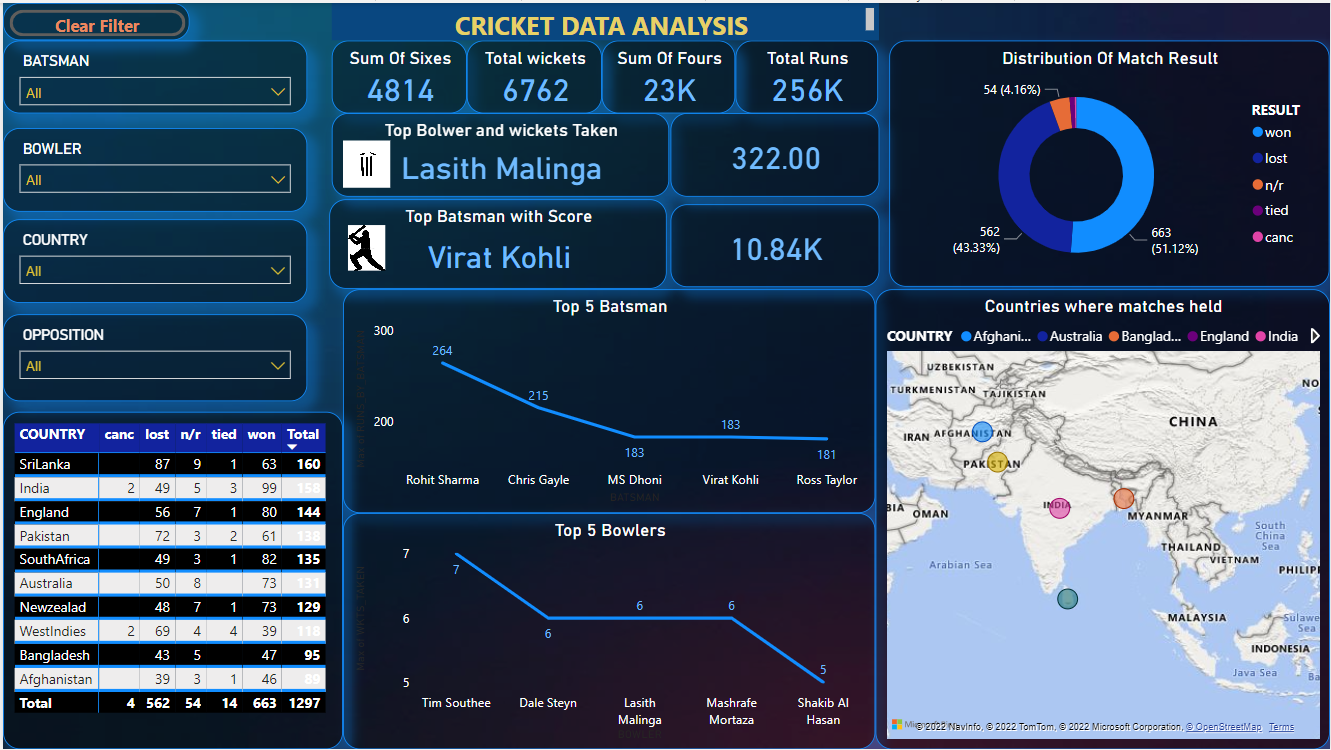 Clear Filter
CRICKET DATA ANALYSIS
BATSMAN
All
BOWLER
All
COUNTRY
All
OPPOSITION
All
Sum Of Sixes
4814
Total wickets
6762
Sum Of Fours
23K
Total Runs
256K
Top Bolwer and wickets Taken
Lasith Malinga
322.00
Top Batsman with Score
Virat Kohli
10.84K
Distribution Of Match Result
54 (4.16%)
562
(43.33%)
663
(51.12%)
RESULT
won
lost
n/r
tied
canc
COUNTRY canc lost n/r tied won Total
SriLanka 87 9 1 63 160
India 2 49 5 3 99 158
England 56 7 1 80 144
Pakistan 72 3 2 61 138
SouthAfrica 49 3 1 82 135
Australia 50 8 73 131
Newzealad 48 7 1 73 129
WestIndies 2 69 4 4 39 118
Bangladesh 43 5 47 95
Afghanistan 39 3 1 46 89
Total 4 562 54 14 663 1297
Top 5 Batsman
300
200
264
215
183
183
181
Rohit Sharma
Chris Gayle
MS Dhoni
Virat Kohli
Ross Taylor
BATSMAN
Top 5 Bowlers
7
6
5
7
6
6
6
5
Tim Southee
Dale Steyn
Lasith
Malinga
Mashrafe
Mortaza
Shakib Al
Hasan
BOWLER
Countries where matches held
COUNTRY Afghani... Australia Banglad... England India
UZBEKISTAN
TURKMENISTAN
TAJIKISTAN
NO
CHINA
IRAN
AFGHANISTAN
PAKISTAN
INDIA
OMAN
MYANMAR
THAILAND
VIETNAM
South
China
Sea
PHILIP
Arabian Sea
MALAYSIA
Sulawe
Sea
INDONESIA
Java Sea
Ba
© 2022 NavInfo, © 2022 TomTom, © 2022 Microsoft Corporation, © OpenStreetMap Terms